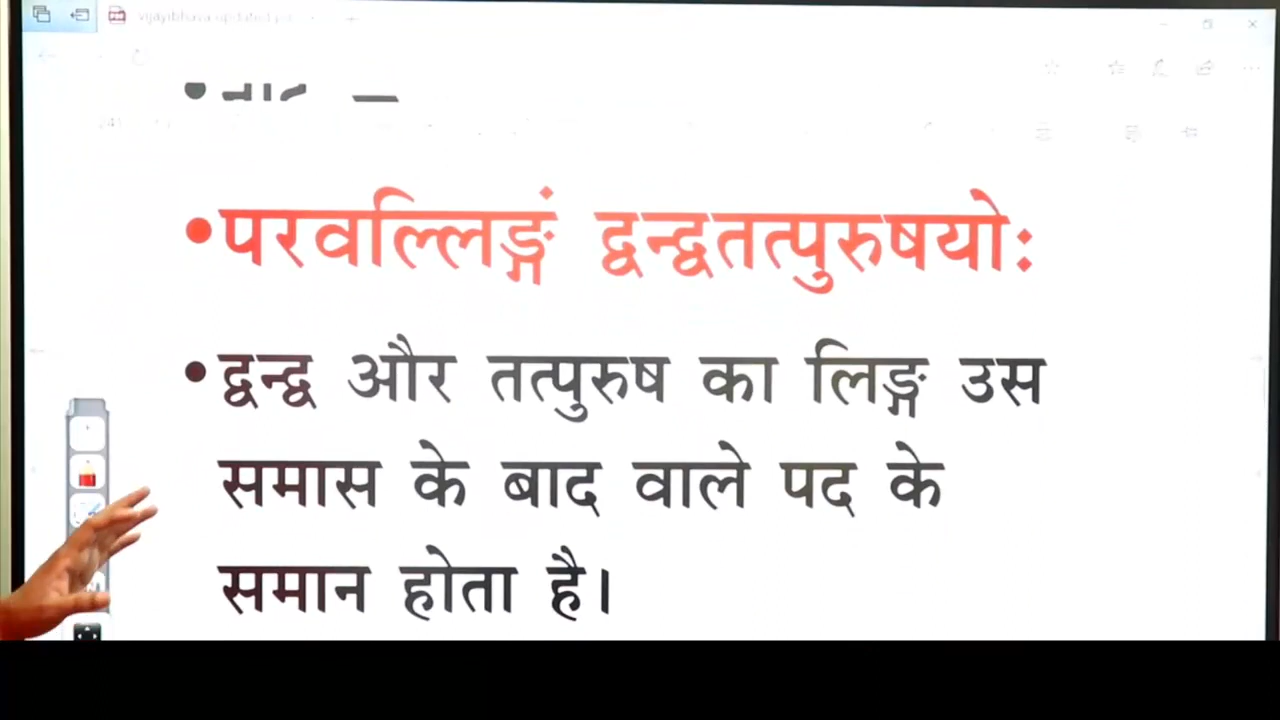 • परवल्लिङ्गं द्वन्द्वतत्पुरुषयोः
• द्वन्द्व और तत्पुरुष का लिङ्ग उस
समास के बाद वाले पद के
समान होता है।